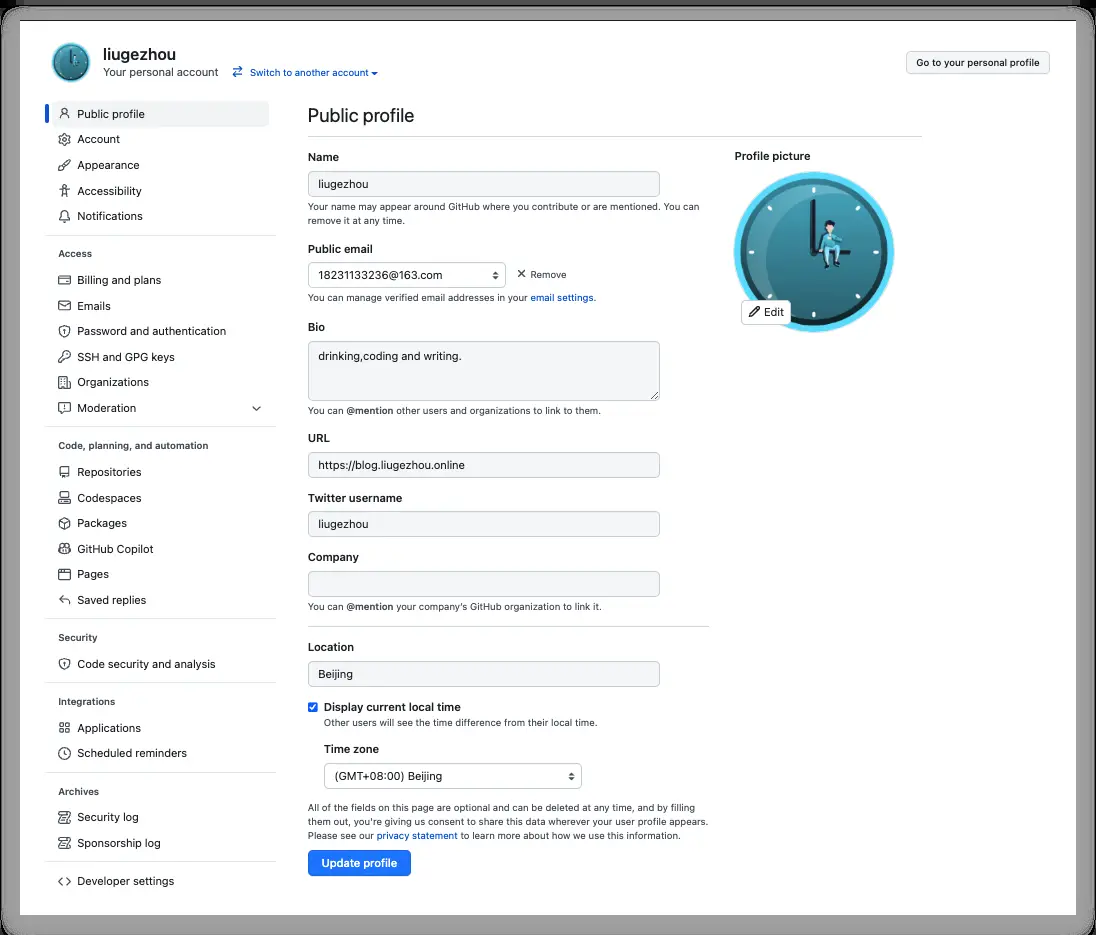 liugezhou
Your personal account
Switch to another account
Go to your personal profile
Public profile
Account
Appearance
Accessibility
Notifications
Access
Billing and plans
Emails
Password and authentication
SSH and GPG keys
Organizations
Moderation
Code, planning, and automation
Repositories
Codespaces
Packages
GitHub Copilot
Pages
Saved replies
Security
Code security and analysis
Integrations
Applications
Scheduled reminders
Archives
Security log
Sponsorship log
Developer settings
Public profile
Name
liugezhou
Your name may appear around GitHub where you contribute or are mentioned. You can
remove it at any time.
Public email
18231133236@163.com
Remove
You can manage verified email addresses in your email settings.
Bio
drinking,coding and writing.
You can @mention other users and organizations to link to them.
URL
https://blog.liugezhou.online
Twitter username
liugezhou
Company
You can @mention your company's GitHub organization to link it.
Location
Beijing
Display current local time
Other users will see the time difference from their local time.
Time zone
(GMT+08:00) Beijing
All of the fields on this page are optional and can be deleted at any time, and by filling
them out, you're giving us consent to share this data wherever your user profile appears.
Please see our privacy statement to learn more about how we use this information.
Update profile
Profile picture
Edit